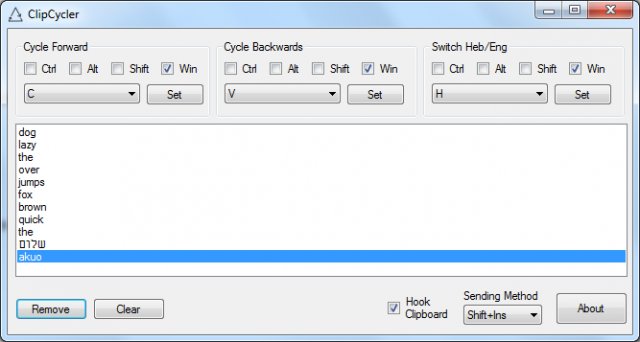 ClipCycler
Cycle Forward
Ctrl Alt Shift Win
C Set
Cycle Backwards
Ctrl Alt Shift Win
V Set
Switch Heb/Eng
Ctrl Alt Shift Win
H Set
dog
lazy
the
over
jumps
fox
brown
quick
the
שלום
akuo
Remove Clear
Hook
Clipboard
Sending Method
Shift+Ins
About